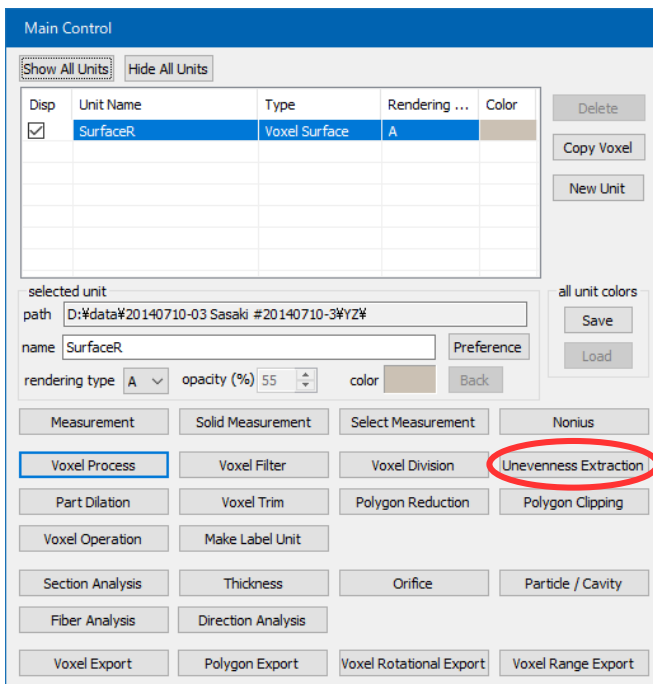 Main Control
Show All Units Hide All Units
Disp Unit Name Type Rendering ... Color
SurfaceR Voxel Surface A
Delete
Copy Voxel
New Unit
selected unit
path D:¥data¥20140710-03 Sasaki #20140710-3¥YZ¥
name SurfaceR Preference
rendering type A opacity (%) 55 color Back
all unit colors
Save
Load
Measurement Solid Measurement Select Measurement Nonius
Voxel Process Voxel Filter Voxel Division Unevenness Extraction
Part Dilation Voxel Trim Polygon Reduction Polygon Clipping
Voxel Operation Make Label Unit
Section Analysis Thickness Orifice Particle / Cavity
Fiber Analysis Direction Analysis
Voxel Export Polygon Export Voxel Rotational Export Voxel Range Export